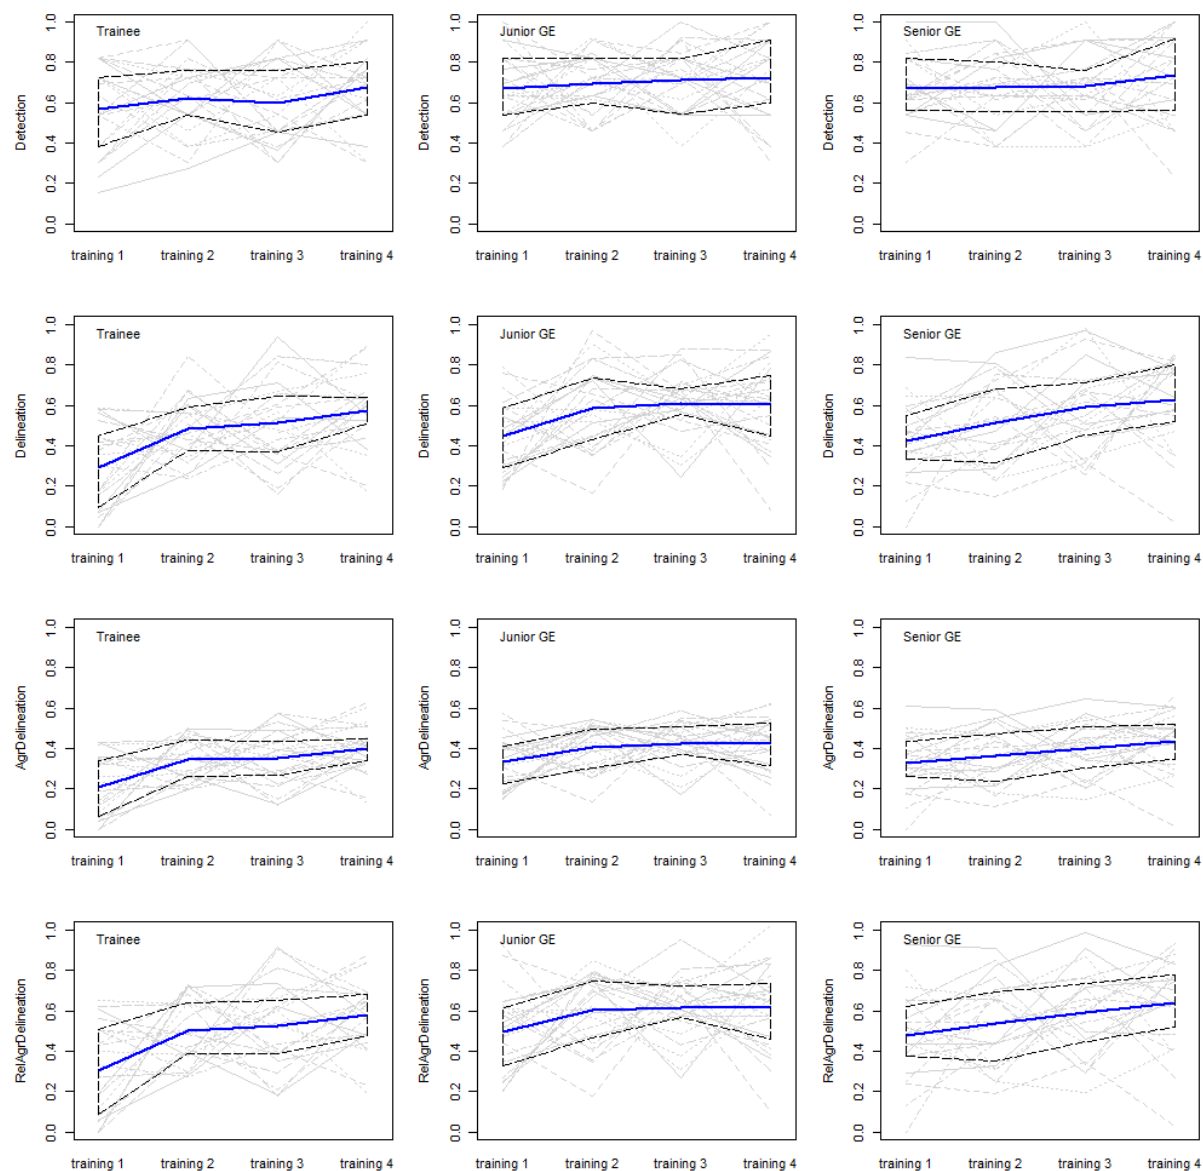 Trainee
Junior GE
Senior GE
Detection
0.0 0.2 0.4 0.6 0.8 1.0
Detection
0.0 0.2 0.4 0.6 0.8 1.0
Detection
0.0 0.2 0.4 0.6 0.8 1.0
training 1 training 2 training 3 training 4
training 1 training 2 training 3 training 4
training 1 training 2 training 3 training 4
Trainee
Junior GE
Senior GE
Delineation
0.0 0.2 0.4 0.6 0.8 1.0
Delineation
0.0 0.2 0.4 0.6 0.8 1.0
Delineation
0.0 0.2 0.4 0.6 0.8 1.0
training 1 training 2 training 3 training 4
training 1 training 2 training 3 training 4
training 1 training 2 training 3 training 4
Trainee
Junior GE
Senior GE
AgrDelineation
0.0 0.2 0.4 0.6 0.8 1.0
AgrDelineation
0.0 0.2 0.4 0.6 0.8 1.0
AgrDelineation
0.0 0.2 0.4 0.6 0.8 1.0
training 1 training 2 training 3 training 4
training 1 training 2 training 3 training 4
training 1 training 2 training 3 training 4
Trainee
Junior GE
Senior GE
RelAgrDelineation
0.0 0.2 0.4 0.6 0.8 1.0
RelAgrDelineation
0.0 0.2 0.4 0.6 0.8 1.0
RelAgrDelineation
0.0 0.2 0.4 0.6 0.8 1.0
training 1 training 2 training 3 training 4
training 1 training 2 training 3 training 4
training 1 training 2 training 3 training 4